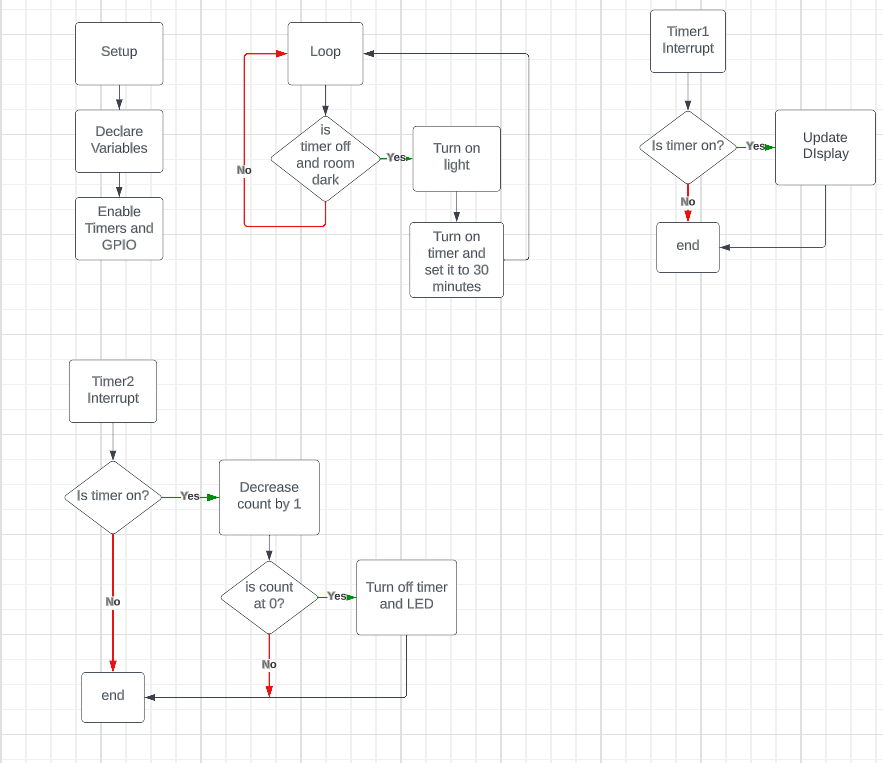 Setup
Declare
Variables
Enable
Timers and
GPIO
Loop
is
timer off
and room
dark
No
Yes
Turn on
light
Turn on
timer and
set it to 30
minutes
Timer1
Interrupt
Is timer on?
Yes
Update
DIsplay
No
end
Timer2
Interrupt
Is timer on?
Yes
Decrease
count by 1
is count
at 0?
Yes
Turn off timer
and LED
No
No
end